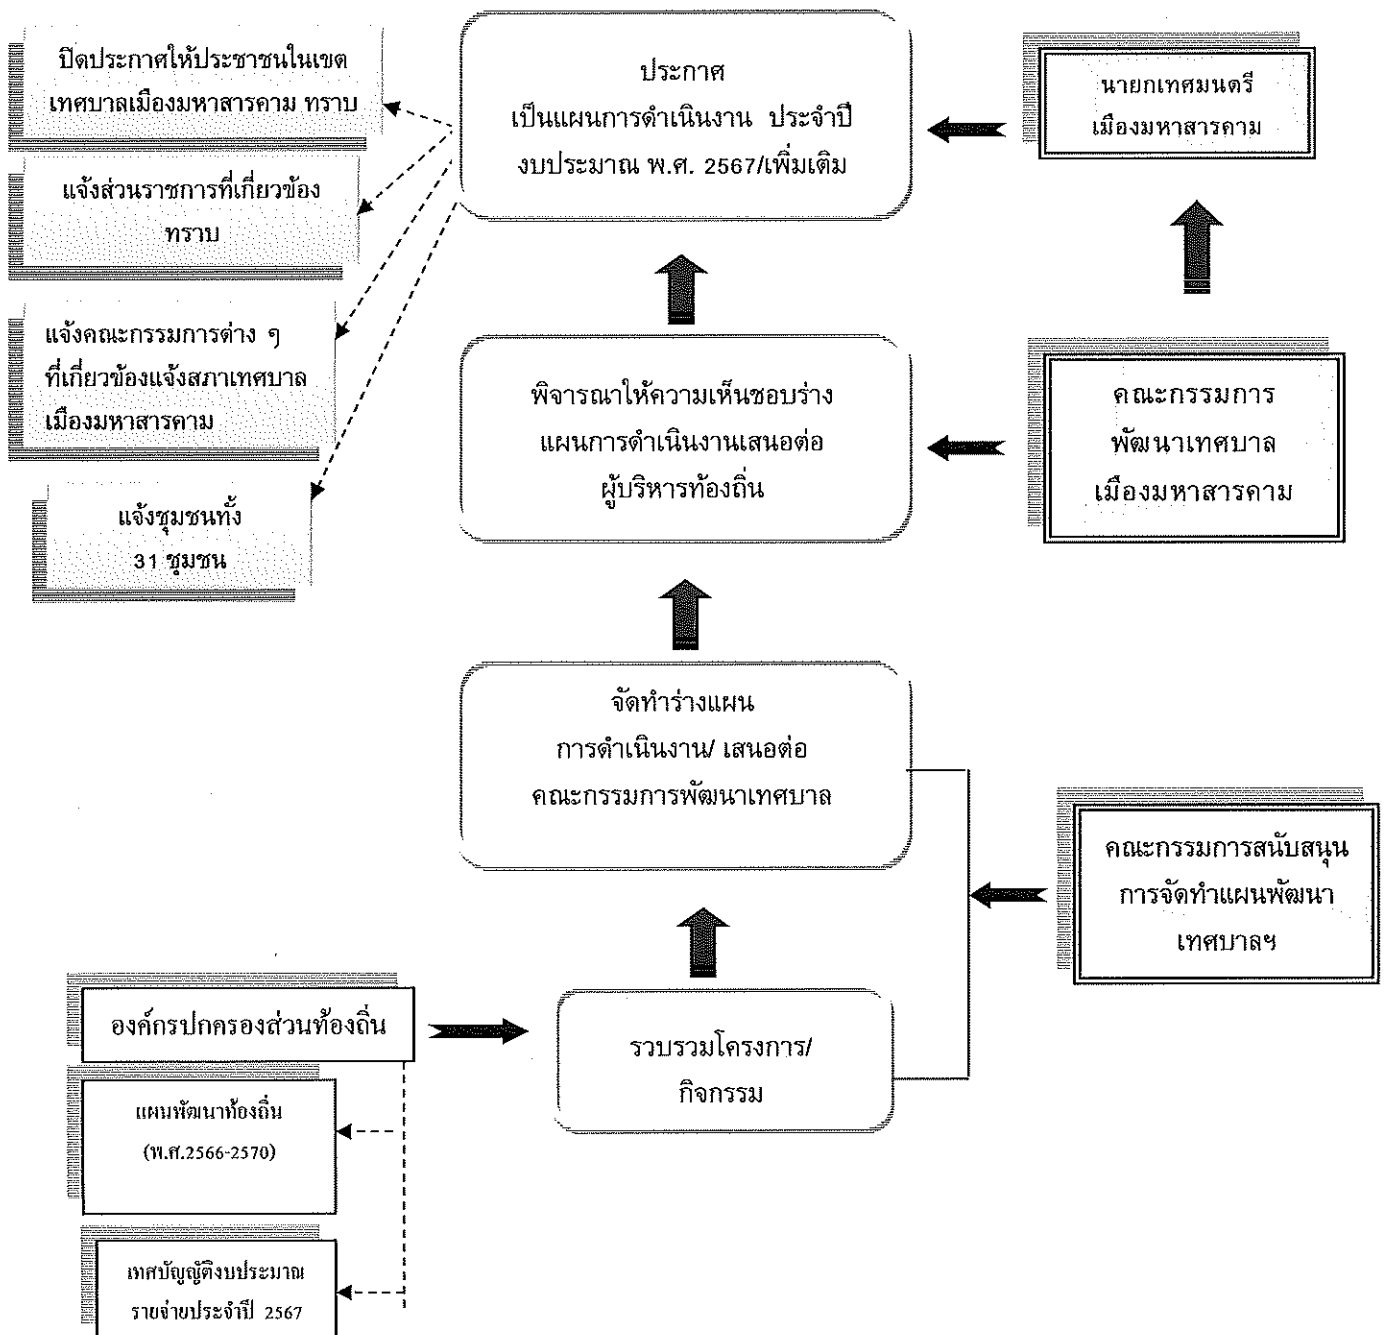 ปิดประกาศให้ประชาชนในเขต
เทศบาลเมืองมหาสารคาม ทราบ
ประกาศ
เป็นแผนการดำเนินงาน ประจำปี
งบประมาณ พ.ศ. 2567/เพิ่มเติม
นายกเทศมนตรี
เมืองมหาสารคาม
แจ้งส่วนราชการที่เกี่ยวข้อง
ทราบ
แจ้งคณะกรรมการต่าง ๆ
ที่เกี่ยวข้องแจ้งสภาเทศบาล
เมืองมหาสารคาม
พิจารณาให้ความเห็นชอบร่าง
แผนการดำเนินงานเสนอต่อ
ผู้บริหารท้องถิ่น
คณะกรรมการ
พัฒนาเทศบาล
เมืองมหาสารคาม
แจ้งชุมชนทั้ง
31 ชุมชน
จัดทำร่างแผน
การดำเนินงาน/ เสนอต่อ
คณะกรรมการพัฒนาเทศบาล
คณะกรรมการสนับสนุน
การจัดทำแผนพัฒนา
เทศบาลฯ
องค์กรปกครองส่วนท้องถิ่น
รวบรวมโครงการ/
กิจกรรม
แผนพัฒนาท้องถิ่น
(พ.ศ.2566-2570)
เทศบัญญัติงบประมาณ
รายจ่ายประจำปี 2567